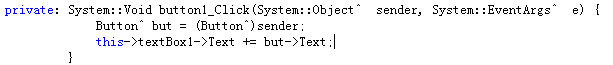 private: System::Void button1_Click(System::Object^  sender, System::EventArgs^  e) {
Button^ but = (Button^)sender;
this->textBox1->Text += but->Text;
}